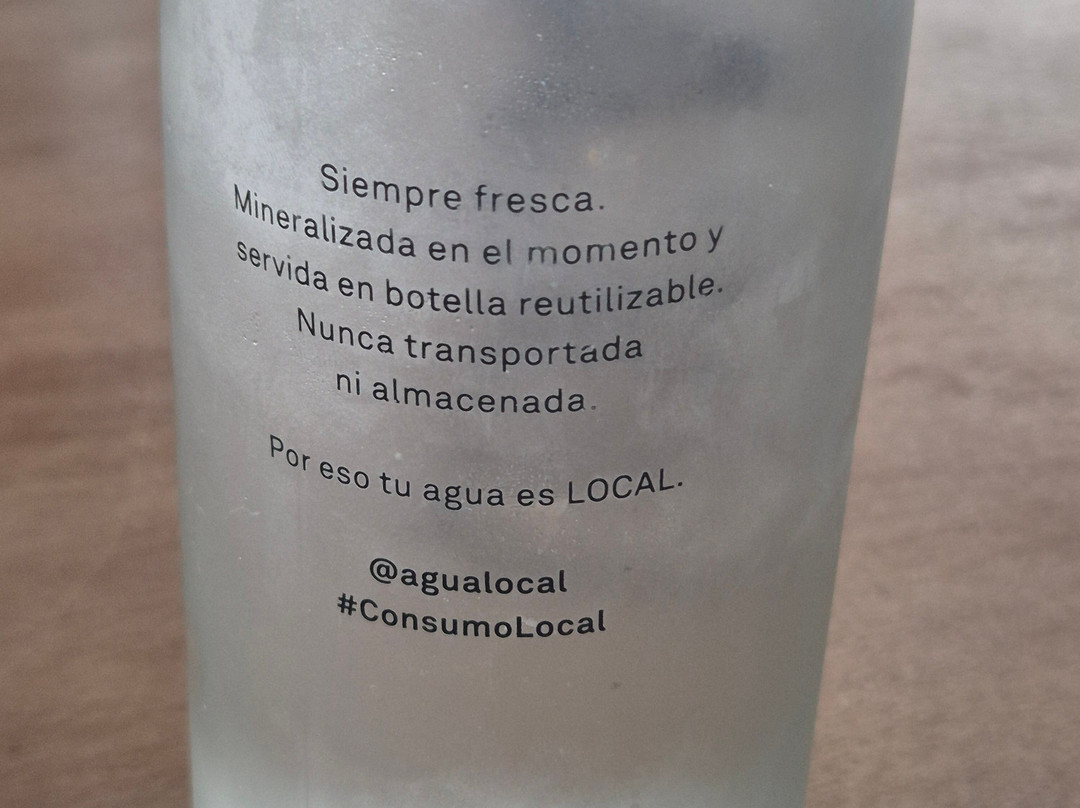 Siempre fresca.
Mineralizada en el momento y
servida en botella reutilizable.
Nunca transportada
ni almacenada.
Por eso tu agua es LOCAL.
@agualocal
#ConsumoLocal